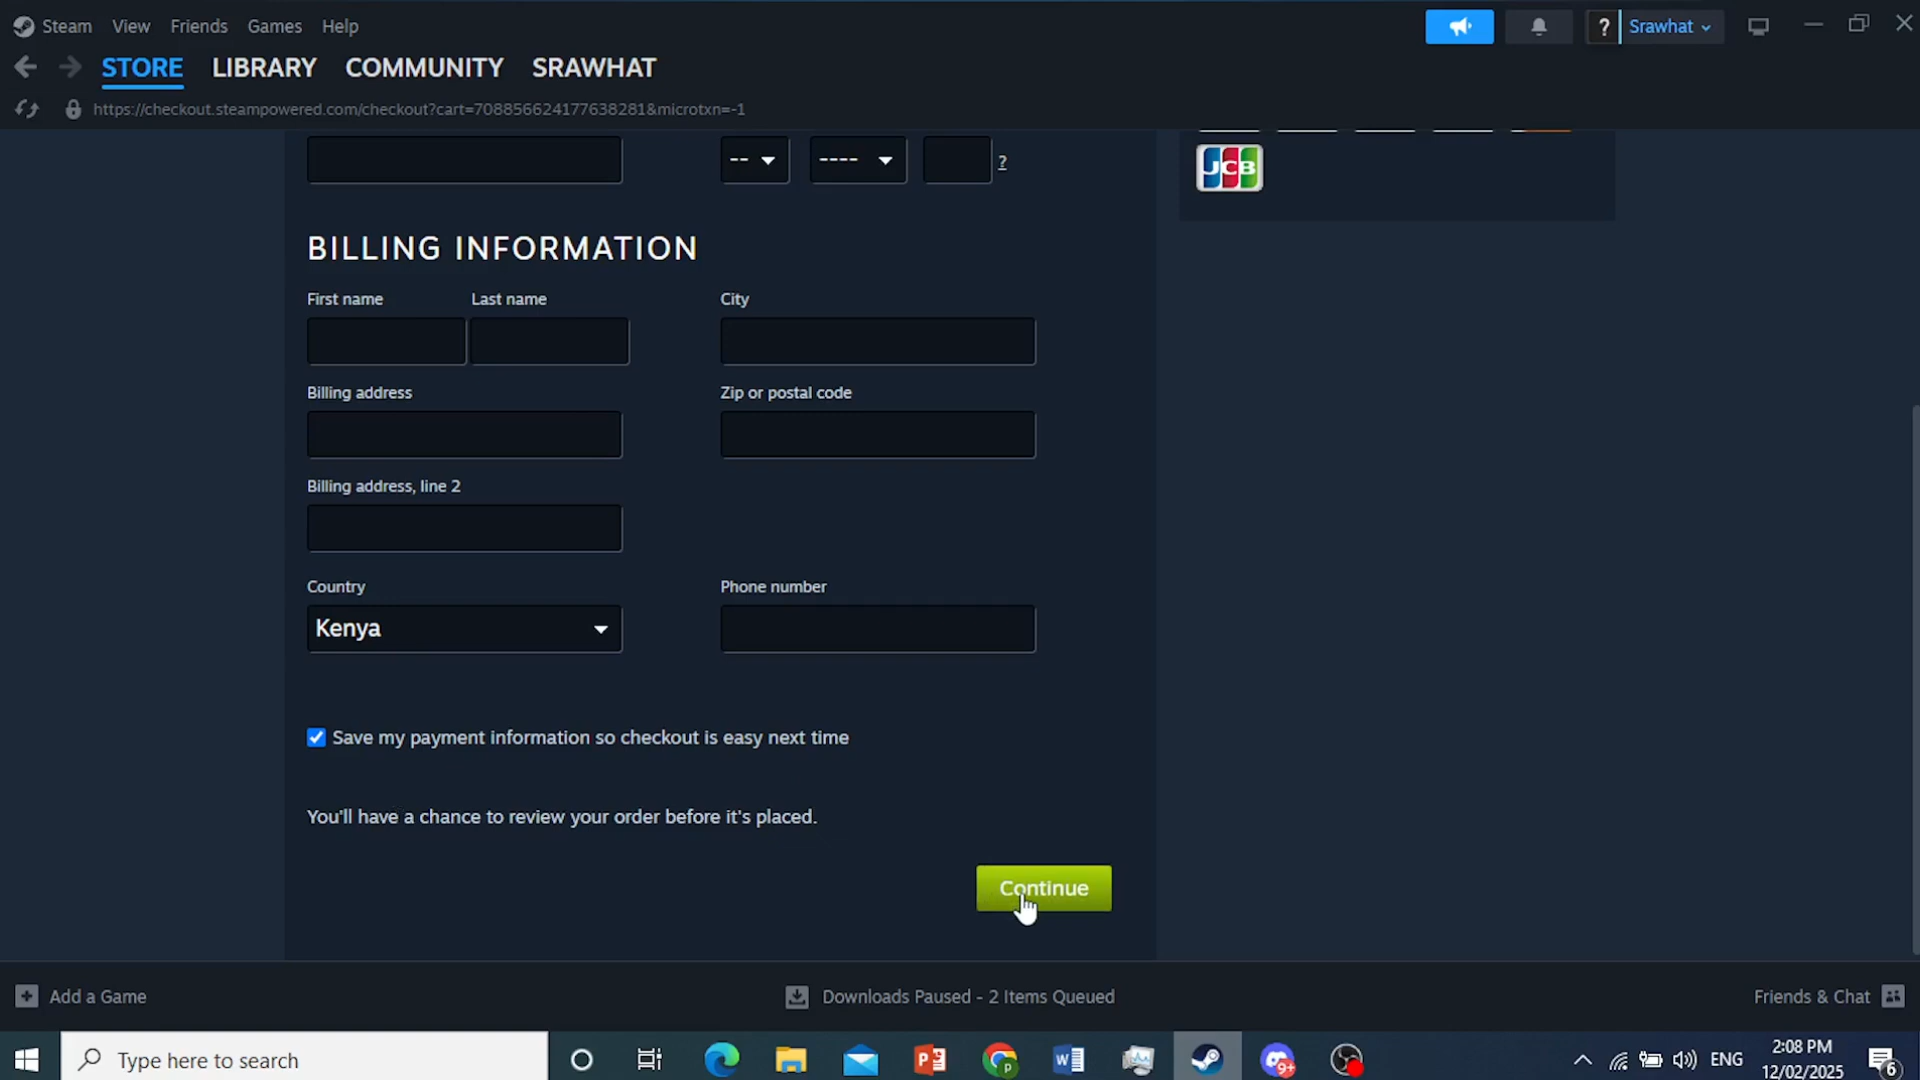 Steam View Friends Games Help
? Srawhat
STORE LIBRARY COMMUNITY SRAWHAT
https://checkout.steampowered.com/checkout?cart=708856624177638281&microtxn=-1
-- ---- ?
JCB
BILLING INFORMATION
First name Last name City
Billing address Zip or postal code
Billing address, line 2
Country Phone number
Kenya
Save my payment information so checkout is easy next time
You'll have a chance to review your order before it's placed.
Continue
Add a Game Downloads Paused - 2 Items Queued Friends & Chat
Type here to search 9+ ENG 2:08 PM
12/02/2025 6